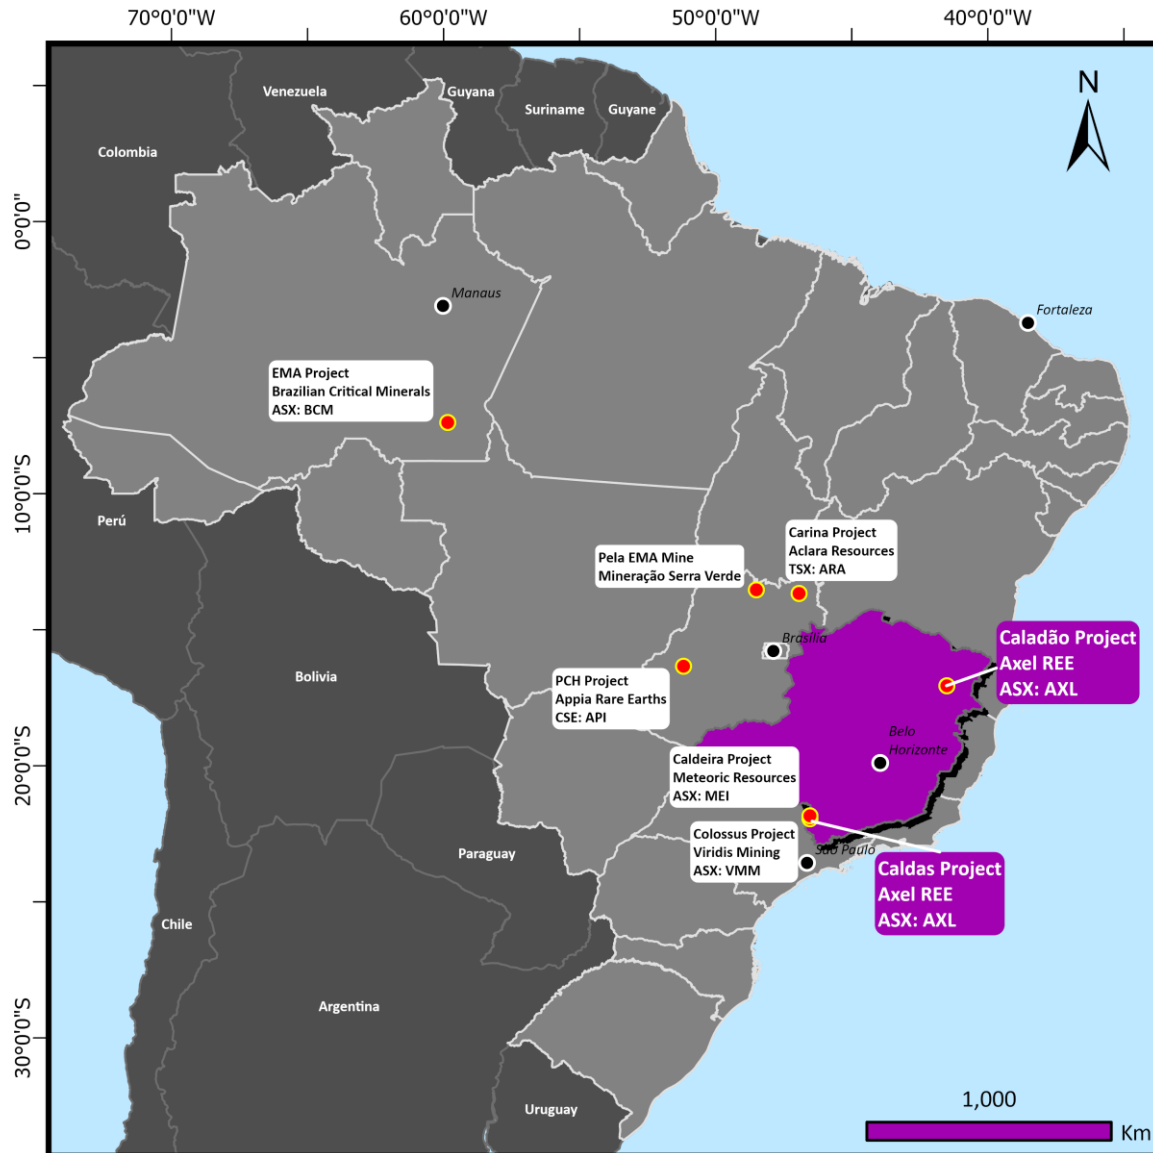 70°0'0"W
60°0'0"W
50°0'0"W
40°0'0"W
N
Venezuela
Guyana
Suriname
Guyane
Colombia
0°0'0"
Manaus
Fortaleza
EMA Project
Brazilian Critical Minerals
ASX: BCM
10°0'0"S
Perú
Carina Project
Aclara Resources
TSX: ARA
Pela EMA Mine
Mineração Serra Verde
Brasília
Caladão Project
Axel REE
ASX: AXL
Bolivia
PCH Project
Appia Rare Earths
CSE: API
Belo
Horizonte
20°0'0"S
Caldeira Project
Meteoric Resources
ASX: MEI
Colossus Project
Viridis Mining
ASX: VMM
São Paulo
Paraguay
Caldas Project
Axel REE
ASX: AXL
Chile
Argentina
30°0'0"S
Uruguay
1,000
Km